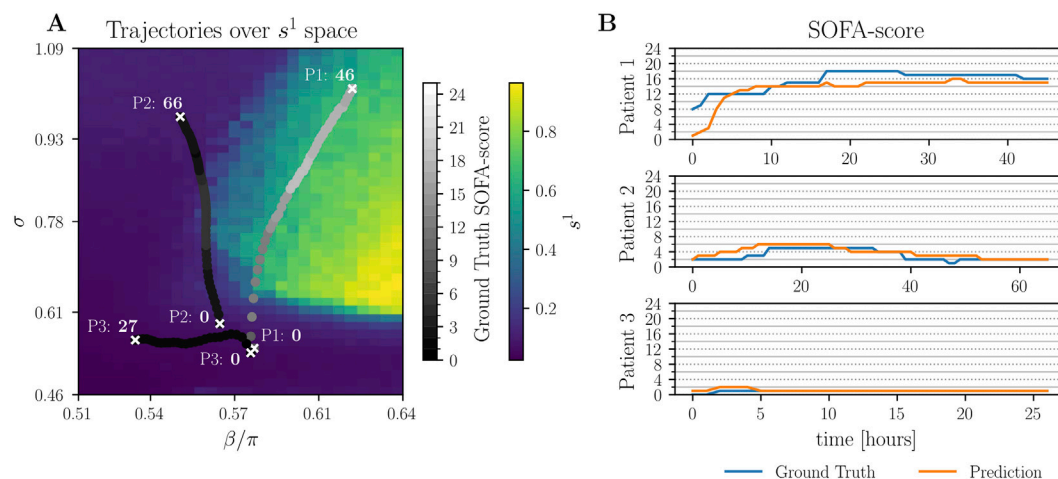 A
Trajectories over s¹ space
1.09
0.93
0.78
0.61
0.46
σ
0.51
0.54
0.57
0.61
0.64
β/π
P1: 46
P2: 66
P2: 0
P1: 0
P3: 27
P3: 0
24
21
18
15
12
9
6
3
0
Ground Truth SOFA-score
0.8
0.6
0.4
0.2
s¹
B
SOFA-score
Patient 1
24
20
16
12
8
4
0
0
10
20
30
40
Patient 2
24
20
16
12
8
4
0
0
20
40
60
Patient 3
24
20
16
12
8
4
0
0
5
10
15
20
25
time [hours]
Ground Truth
Prediction